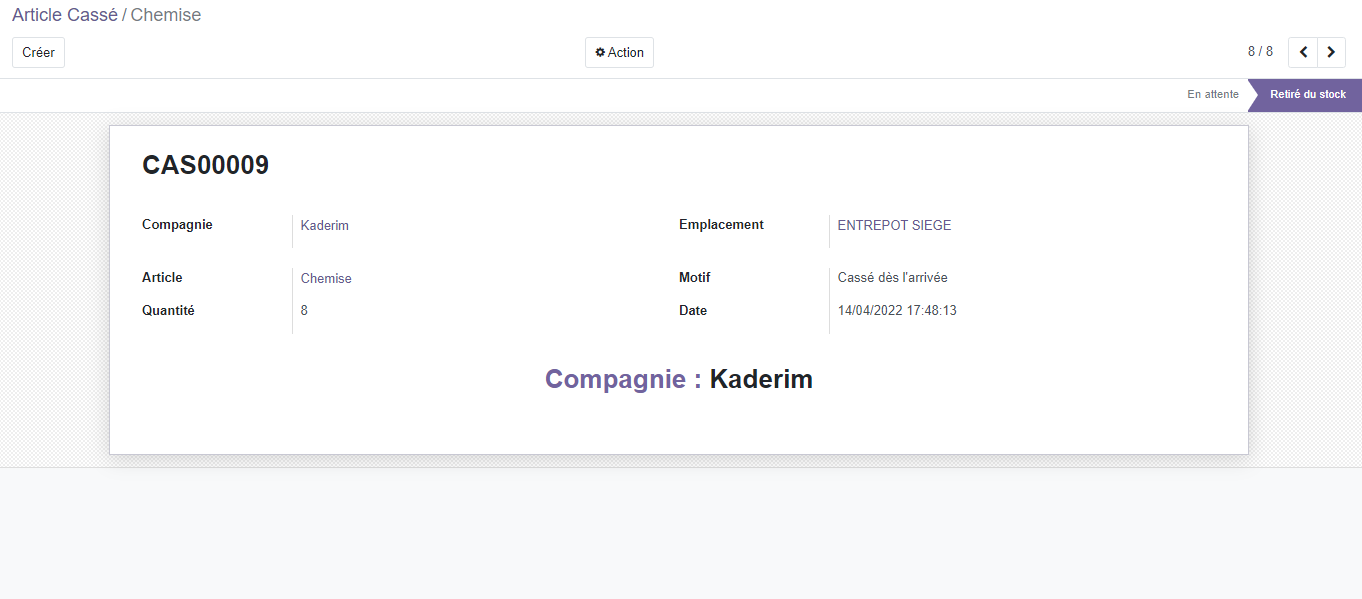 Article Cassé / Chemise
Créer
Action
8 / 8
En attente
Retiré du stock
CAS00009
Compagnie Kaderim
Emplacement ENTREPOT SIEGE
Article Chemise
Motif Cassé dès l'arrivée
Quantité 8
Date 14/04/2022 17:48:13
Compagnie : Kaderim